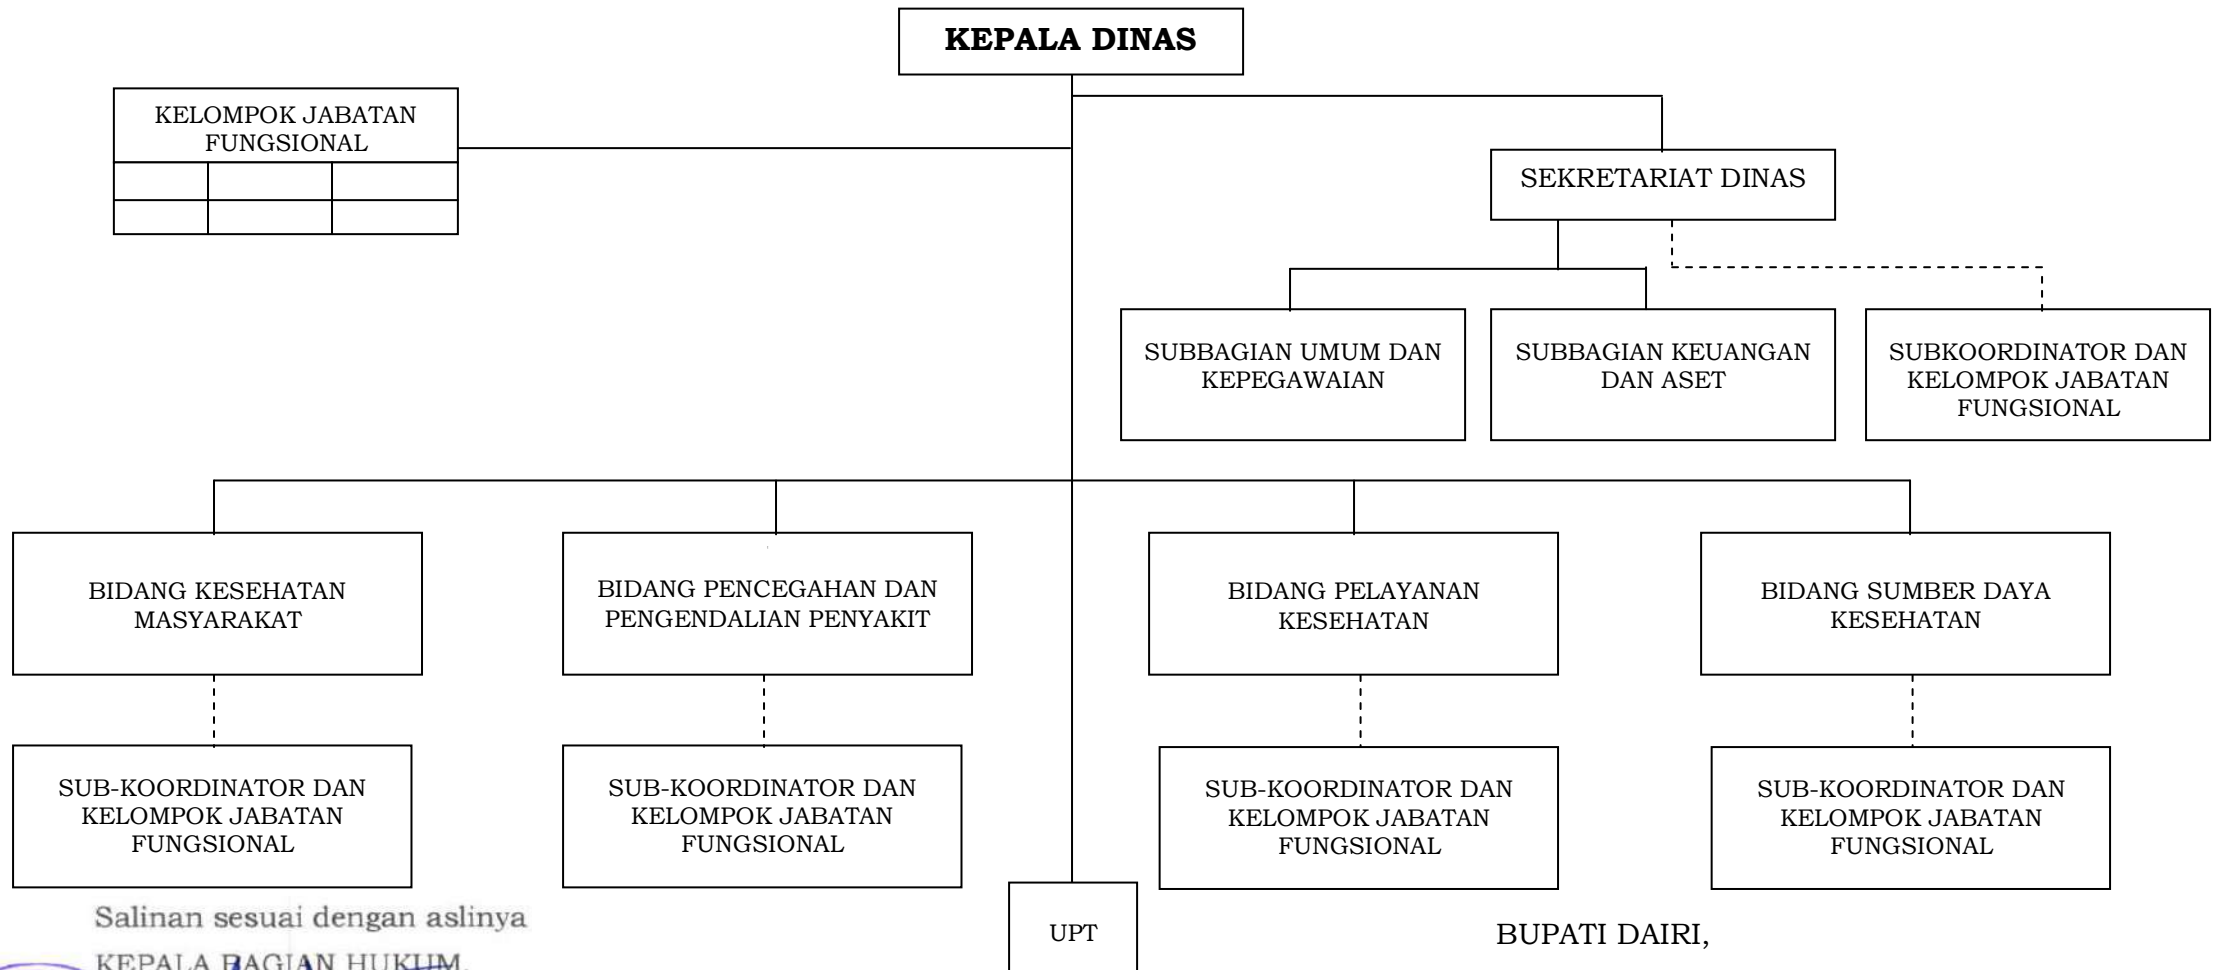 KEPALA DINAS
KELOMPOK JABATAN
FUNGSIONAL
SEKRETARIAT DINAS
SUBBAGIAN UMUM DAN
KEPEGAWAIAN
SUBBAGIAN KEUANGAN
DAN ASET
SUBKOORDINATOR DAN
KELOMPOK JABATAN
FUNGSIONAL
BIDANG KESEHATAN
MASYARAKAT
BIDANG PENCEGAHAN DAN
PENGENDALIAN PENYAKIT
BIDANG PELAYANAN
KESEHATAN
BIDANG SUMBER DAYA
KESEHATAN
SUB-KOORDINATOR DAN
KELOMPOK JABATAN
FUNGSIONAL
SUB-KOORDINATOR DAN
KELOMPOK JABATAN
FUNGSIONAL
SUB-KOORDINATOR DAN
KELOMPOK JABATAN
FUNGSIONAL
SUB-KOORDINATOR DAN
KELOMPOK JABATAN
FUNGSIONAL
Salinan sesuai dengan aslinya
KEPALA BAGIAN HUKUM,
UPT
BUPATI DAIRI,